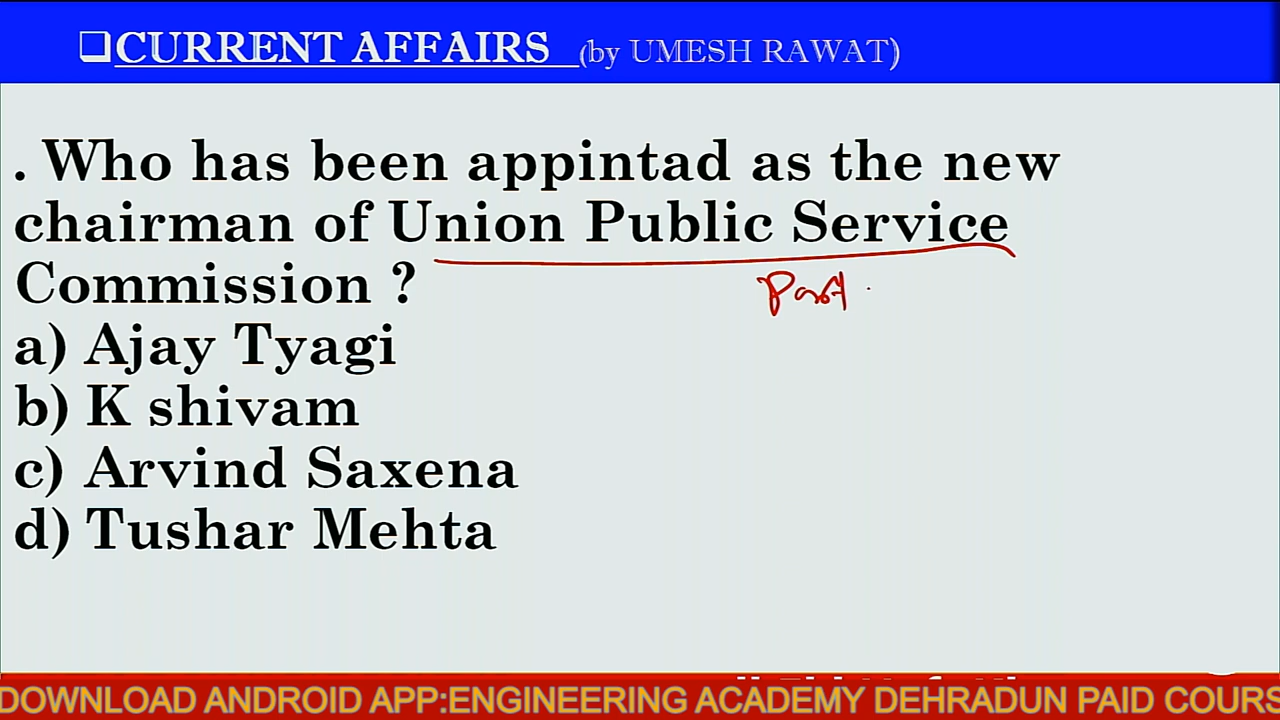 ❑CURRENT AFFAIRS (by UMESH RAWAT)
. Who has been appintad as the new
chairman of Union Public Service
Commission ?
Part
a) Ajay Tyagi
b) K shivam
c) Arvind Saxena
d) Tushar Mehta
DOWNLOAD ANDROID APP:ENGINEERING ACADEMY DEHRADUN PAID COURS